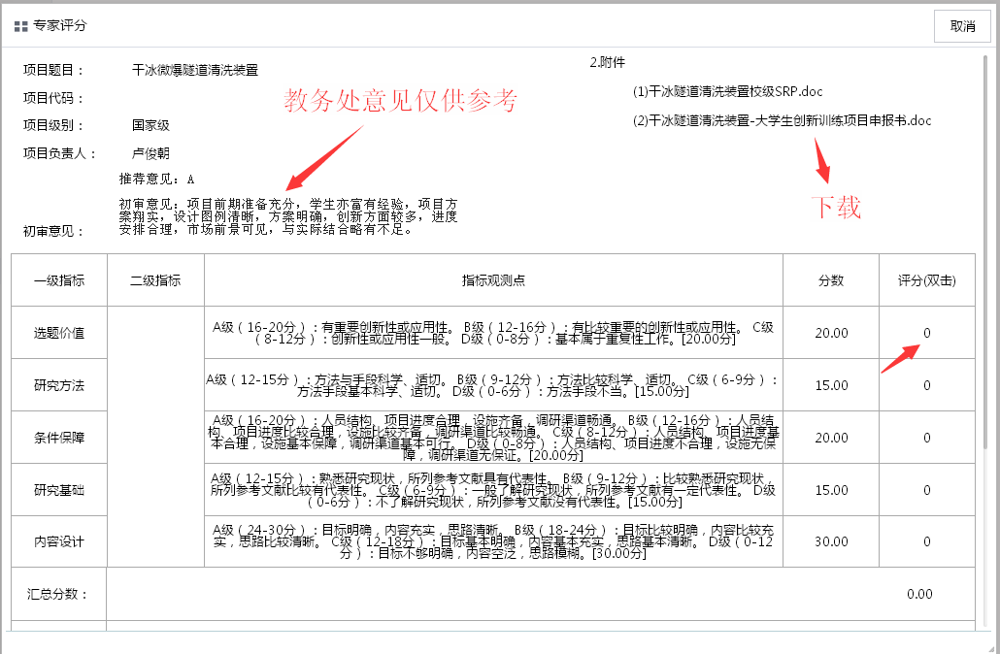 专家评分
取消
项目题目： 干冰微爆隧道清洗装置
项目代码：
项目级别： 国家级
项目负责人： 卢俊朝
推荐意见：A
初审意见：项目前期准备充分，学生亦富有经验，项目方
案翔实，设计图例清晰，方案明确，创新方面较多，进度
安排合理，市场前景可见，与实际结合略有不足。
初审意见：
教务处意见仅供参考
2.附件
(1)干冰隧道清洗装置校级SRP.doc
(2)干冰隧道清洗装置-大学生创新训练项目申报书.doc
下载
一级指标 二级指标 指标观测点 分数 评分(双击)
选题价值
A级（16-20分）：有重要创新性或应用性。 B级（12-16分）：有比较重要的创新性或应用性。 C级
（8-12分）：创新性或应用性一般。 D级（0-8分）：基本属于重复性工作。[20.00分]
20.00 0
研究方法
A级（12-15分）：方法与手段科学、适切。 B级（9-12分）：方法比较科学、适切。 C级（6-9分）：
方法手段基本科学、适切。 D级（0-6分）：方法手段不当。[15.00分]
15.00 0
条件保障
A级（16-20分）：人员结构、项目进度合理，设施齐备，调研渠道畅通。 B级（12-16分）：人员结
构、项目进度比较合理，设施比较齐备，调研渠道比较畅通。 C级（8-12分）：人员结构、项目进度基
本合理，设施基本保障，调研渠道基本可行。 D级（0-8分）：人员结构、项目进度不合理，设施无保
障，调研渠道无保证。[20.00分]
20.00 0
研究基础
A级（12-15分）：熟悉研究现状，所列参考文献具有代表性。 B级（9-12分）：比较熟悉研究现状，
所列参考文献比较有代表性。 C级（6-9分）：一般了解研究现状，所列参考文献有一定代表性。 D级
（0-6分）：不了解研究现状，所列参考文献没有代表性。[15.00分]
15.00 0
内容设计
A级（24-30分）：目标明确，内容充实，思路清晰。 B级（18-24分）：目标比较明确，内容比较充
实，思路比较清晰。 C级（12-18分）：目标基本明确，内容基本充实，思路基本清晰。 D级（0-12
分）：目标不够明确，内容空泛，思路模糊。[30.00分]
30.00 0
汇总分数： 0.00